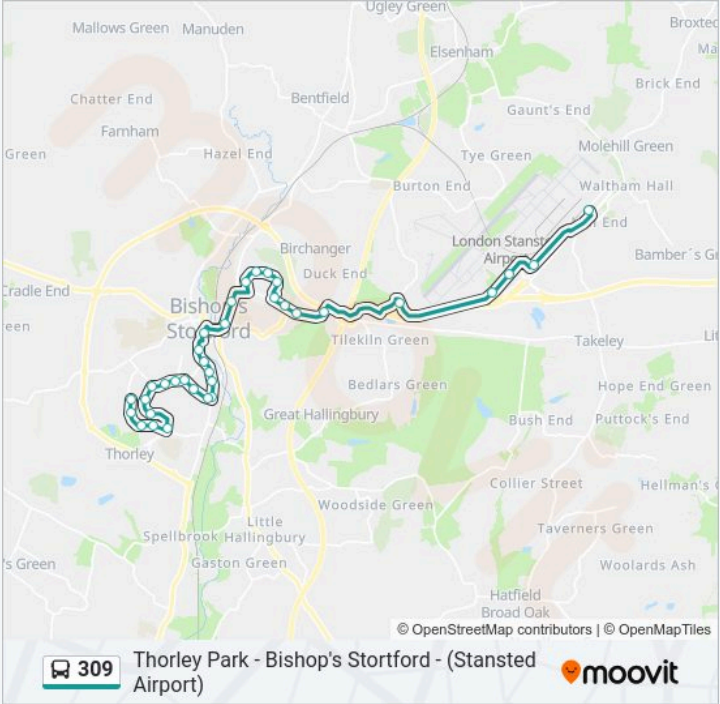 Ugley Green
Broxted
Mallows Green
Manuden
Elsenham
Brick End
Chatter End
Bentfield
Gaunt's End
Farnham
Molehill Green
Green
Hazel End
Tye Green
Burton End
Waltham Hall
End
Birchanger
London Stanst
Airpo
Duck End
Bamber´s Gr
Cradle End
Bishop's
Stortford
Tilekiln Green
Takeley
Bedlars Green
Hope End Green
Great Hallingbury
Bush End
Puttock's End
Thorley
Collier Street
Hellman's
Woodside Green
Little
Hallingbury
Taverners Green
Spellbrook
's Green
Gaston Green
Woolards Ash
Hatfield
Broad Oak
© OpenStreetMap contributors | © OpenMapTiles
309
Thorley Park - Bishop's Stortford - (Stansted
Airport)
moovit